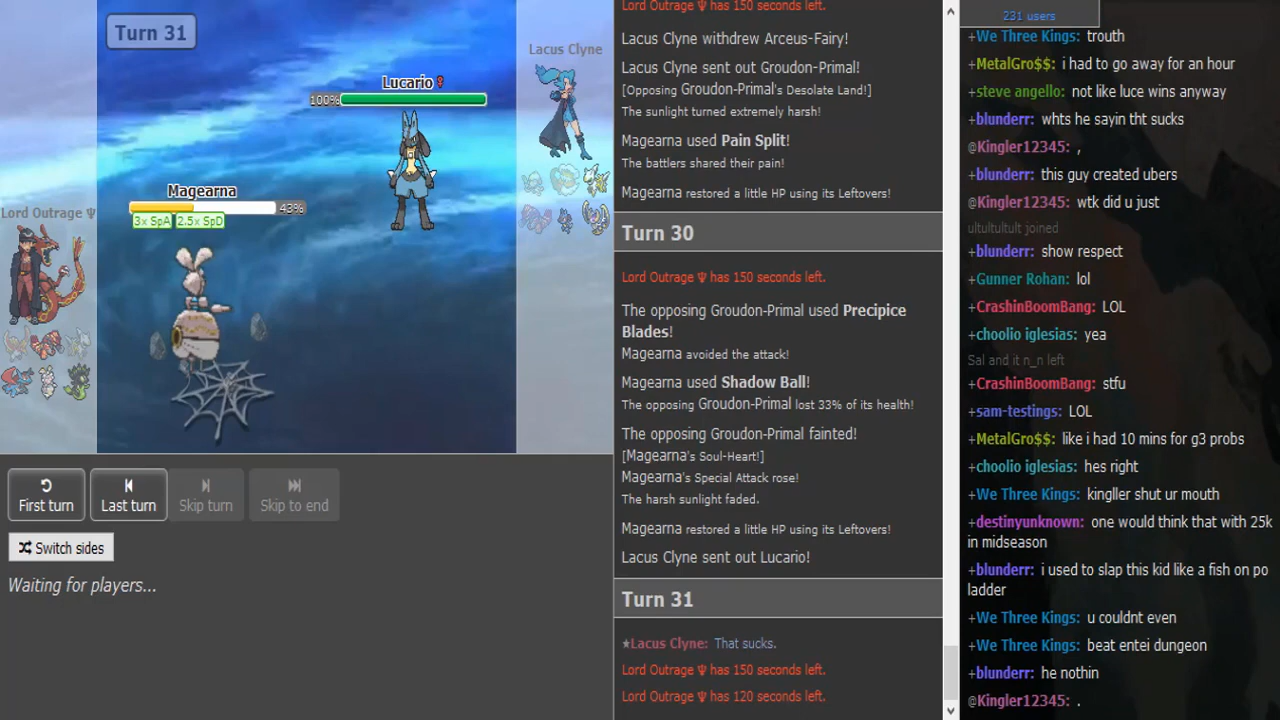 Turn 31
Lacus Clyne
Lucario
100%
Magearna
43%
3x SpA 2.5x SpD
Lord Outrage Ψ
First turn
Last turn
Skip turn
Skip to end
Switch sides
Waiting for players...
Lord Outrage Ψ has 150 seconds left.
Lacus Clyne withdrew Arceus-Fairy!
Lacus Clyne sent out Groudon-Primal!
[Opposing Groudon-Primal's Desolate Land!]
The sunlight turned extremely harsh!
Magearna used Pain Split!
The battlers shared their pain!
Magearna restored a little HP using its Leftovers!
Turn 30
Lord Outrage Ψ has 150 seconds left.
The opposing Groudon-Primal used Precipice
Blades!
Magearna avoided the attack!
Magearna used Shadow Ball!
The opposing Groudon-Primal lost 33% of its health!
The opposing Groudon-Primal fainted!
[Magearna's Soul-Heart!]
Magearna's Special Attack rose!
The harsh sunlight faded.
Magearna restored a little HP using its Leftovers!
Lacus Clyne sent out Lucario!
Turn 31
★Lacus Clyne: That sucks.
Lord Outrage Ψ has 150 seconds left.
Lord Outrage Ψ has 120 seconds left.
231 users
+We Three Kings: trouth
+MetalGro$$: i had to go away for an hour
+steve angello: not like luce wins anyway
+blunderr: whts he sayin tht sucks
@Kingler12345: ,
+blunderr: this guy created ubers
@Kingler12345: wtk did u just
ultultultult joined
+blunderr: show respect
+Gunner Rohan: lol
+CrashinBoomBang: LOL
+choolio iglesias: yea
Sal and it n_n left
+CrashinBoomBang: stfu
+sam-testings: LOL
+MetalGro$$: like i had 10 mins for g3 probs
+choolio iglesias: hes right
+We Three Kings: kingller shut ur mouth
+destinyunknown: one would think that with 25k
in midseason
+blunderr: i used to slap this kid like a fish on po
ladder
+We Three Kings: u couldnt even
+We Three Kings: beat entei dungeon
+blunderr: he nothin
@Kingler12345: .